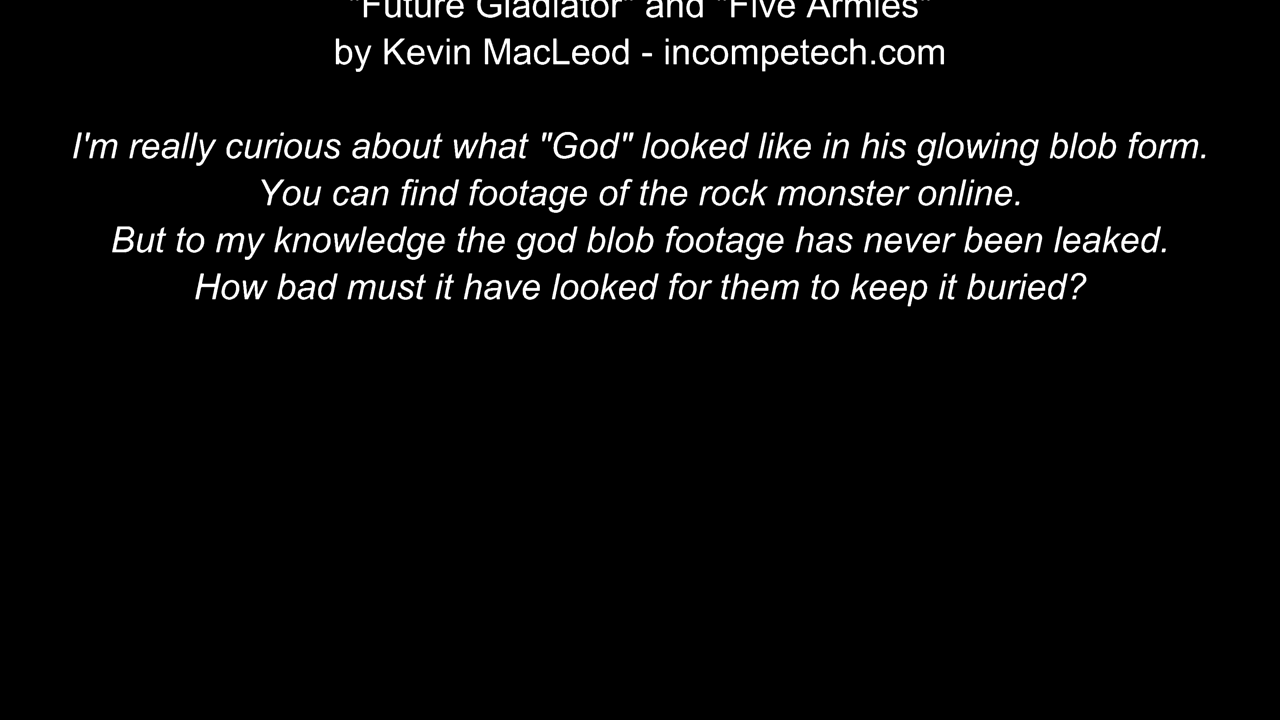 "Future Gladiator" and "Five Armies"
by Kevin MacLeod - incompetech.com
I'm really curious about what "God" looked like in his glowing blob form.
You can find footage of the rock monster online.
But to my knowledge the god blob footage has never been leaked.
How bad must it have looked for them to keep it buried?